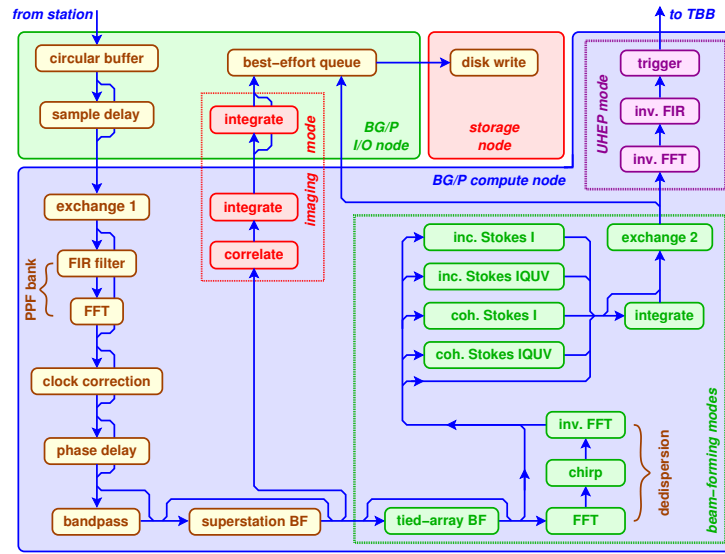 from station
to TBB
circular buffer
best-effort queue
disk write
trigger
sample delay
integrate
inv. FIR
BG/P
I/O node
storage
node
UHEP mode
inv. FFT
imaging mode
BG/P compute node
exchange 1
integrate
inc. Stokes I
exchange 2
FIR filter
correlate
inc. Stokes IQUV
PPF bank
FFT
coh. Stokes I
integrate
coh. Stokes IQUV
clock correction
beam-forming modes
inv. FFT
phase delay
chirp
dedispersion
bandpass
superstation BF
tied-array BF
FFT